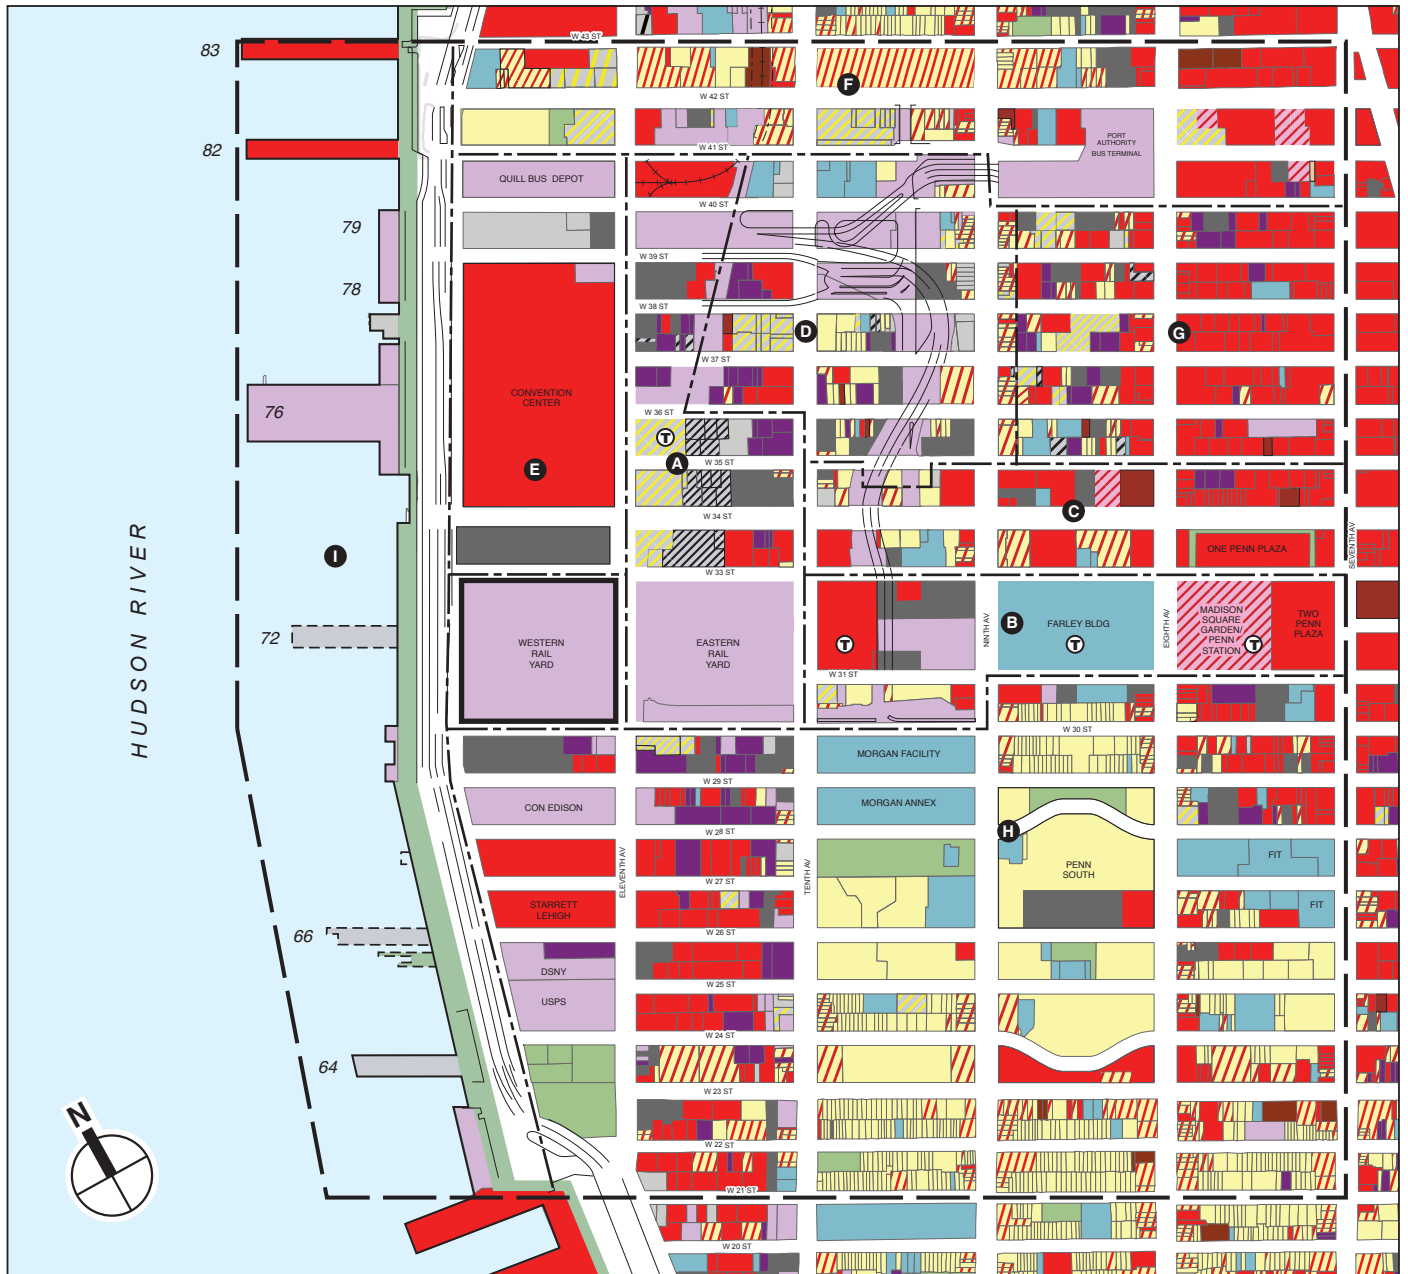 W 43 ST
83
F
W 42 ST
82
W 41 ST
PORT
AUTHORITY
BUS TERMINAL
QUILL BUS DEPOT
W 40 ST
79
W 39 ST
78
W 38 ST
D
G
W 37 ST
76
CONVENTION
CENTER
W 36 ST
T
A
W 35 ST
E
C
W 34 ST
HUDSON RIVER
I
ONE PENN PLAZA
SEVENTH AV
W 33 ST
72
WESTERN
RAIL
YARD
EASTERN
RAIL
YARD
T
NINTH AV
B
FARLEY BLDG
T
EIGHTH AV
MADISON
SQUARE
GARDEN/
PENN
STATION
T
TWO
PENN
PLAZA
W 31 ST
W 30 ST
MORGAN FACILITY
W 29 ST
CON EDISON
MORGAN ANNEX
H
W 28 ST
ELEVENTH AV
TENTH AV
PENN
SOUTH
FIT
W 27 ST
STARRETT
LEHIGH
FIT
W 26 ST
66
DSNY
W 25 ST
USPS
W 24 ST
64
W 23 ST
N
W 22 ST
W 21 ST
W 20 ST